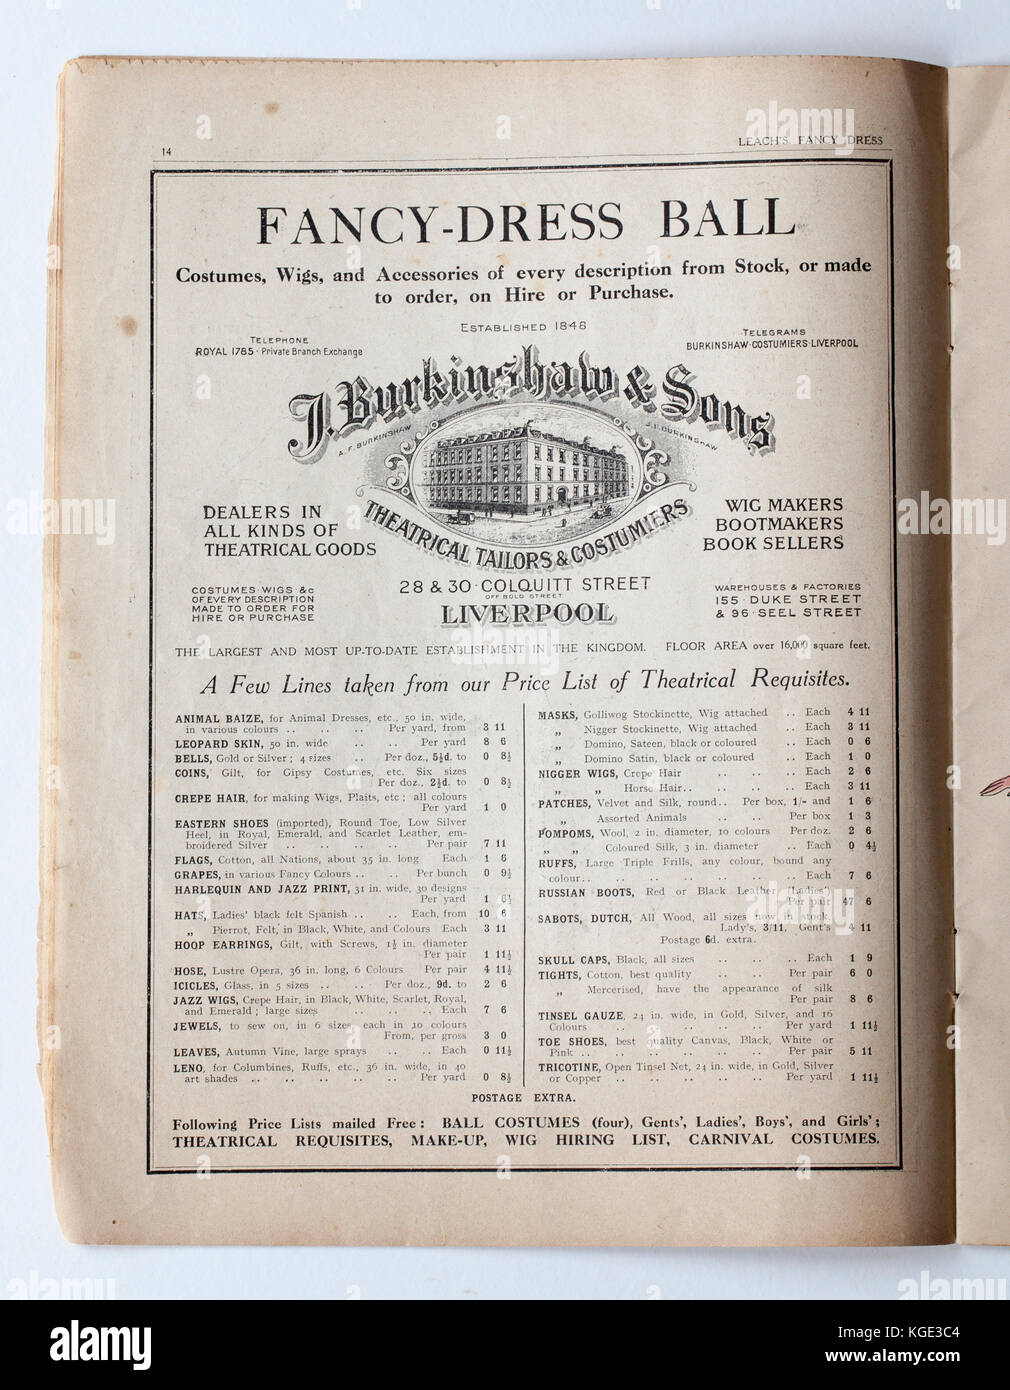 14
LEACH'S FANCY DRESS
FANCY-DRESS BALL
Costumes, Wigs, and Accessories of every description from Stock, or made
to order, on Hire or Purchase.
ESTABLISHED 1848
TELEPHONE
ROYAL 1785 · Private Branch Exchange
TELEGRAMS
BURKINSHAW·COSTUMIERS·LIVERPOOL
J. Burkinshaw & Sons
A. F. BURKINSHAW
J. I. BURKINSHAW
THEATRICAL TAILORS & COSTUMIERS
DEALERS IN
ALL KINDS OF
THEATRICAL GOODS
WIG MAKERS
BOOTMAKERS
BOOK SELLERS
COSTUMES · WIGS · &c
OF EVERY DESCRIPTION
MADE TO ORDER FOR
HIRE OR PURCHASE
28 & 30 · COLQUITT STREET
OFF BOLD STREET
LIVERPOOL
WAREHOUSES & FACTORIES
155 · DUKE STREET
& 96 · SEEL STREET
THE LARGEST AND MOST UP-TO-DATE ESTABLISHMENT IN THE KINGDOM. FLOOR AREA over 16,000 square feet.
A Few Lines taken from our Price List of Theatrical Requisites.
ANIMAL BAIZE, for Animal Dresses, etc., 50 in. wide,
in various colours .. .. .. Per yard, from 3 11
LEOPARD SKIN, 50 in. wide .. .. Per yard 8 6
BELLS, Gold or Silver; 4 sizes .. Per doz., 5½d. to 0 8½
COINS, Gilt, for Gipsy Costumes, etc. Six sizes
Per doz., 2½d. to 0 8½
CREPE HAIR, for making Wigs, Plaits, etc; all colours
Per yard 1 0
EASTERN SHOES (imported), Round Toe, Low Silver
Heel, in Royal, Emerald, and Scarlet Leather, em-
broidered Silver .. .. .. .. Per pair 7 11
FLAGS, Cotton, all Nations, about 35 in. long Each 1 6
GRAPES, in various Fancy Colours .. .. Per bunch 0 9½
HARLEQUIN AND JAZZ PRINT, 31 in. wide, 30 designs
Per yard 1 6½
HATS, Ladies' black felt Spanish .. .. Each, from 10 6
„ Pierrot, Felt, in Black, White, and Colours Each 3 11
HOOP EARRINGS, Gilt, with Screws, 1½ in. diameter
Per pair 1 11½
HOSE, Lustre Opera, 36 in. long, 6 Colours Per pair 4 11½
ICICLES, Glass, in 5 sizes .. .. Per doz., 9d. to 2 6
JAZZ WIGS, Crepe Hair, in Black, White, Scarlet, Royal,
and Emerald; large sizes .. .. .. Each 7 6
JEWELS, to sew on, in 6 sizes, each in 20 colours
From, per gross 3 0
LEAVES, Autumn Vine, large sprays .. .. Each 0 11½
LENO, for Columbines, Ruffs, etc., 36 in. wide, in 40
art shades .. .. .. .. .. Per yard 0 8½
MASKS, Golliwog Stockinette, Wig attached .. Each 4 11
„ Nigger Stockinette, Wig attached .. Each 3 11
„ Domino, Sateen, black or coloured .. Each 0 6
„ Domino Satin, black or coloured .. Each 1 0
NIGGER WIGS, Crepe Hair .. .. .. Each 2 6
„ „ Horse Hair .. .. .. Each 3 11
PATCHES, Velvet and Silk, round .. Per box, 1/- and 1 6
„ Assorted Animals .. .. Per box 1 3
POMPOMS, Wool, 2 in. diameter, 10 colours Per doz. 2 6
„ „ Coloured Silk, 3 in. diameter .. Each 0 4½
RUFFS, Large Triple Frills, any colour, bound any
colour .. .. .. .. .. .. Each 7 6
RUSSIAN BOOTS, Red or Black Leather (Ladies')
Per pair 47 6
SABOTS, DUTCH, All Wood, all sizes now in stock
Lady's, 3/11, Gent's 4 11
Postage 6d. extra.
SKULL CAPS, Black, all sizes .. .. .. Each 1 9
TIGHTS, Cotton, best quality .. .. Per pair 6 0
„ Mercerised, have the appearance of silk
Per pair 8 6
TINSEL GAUZE, 24 in. wide, in Gold, Silver, and 16
Colours .. .. .. .. .. Per yard 1 11½
TOE SHOES, best quality Canvas, Black, White or
Pink .. .. .. .. .. .. Per pair 5 11
TRICOTINE, Open Tinsel Net, 24 in. wide, in Gold, Silver
or Copper .. .. .. .. .. Per yard 1 11½
POSTAGE EXTRA.
Following Price Lists mailed Free: BALL COSTUMES (four), Gents', Ladies', Boys', and Girls';
THEATRICAL REQUISITES, MAKE-UP, WIG HIRING LIST, CARNIVAL COSTUMES.
alamy
Image ID: KGE3C4
www.alamy.com